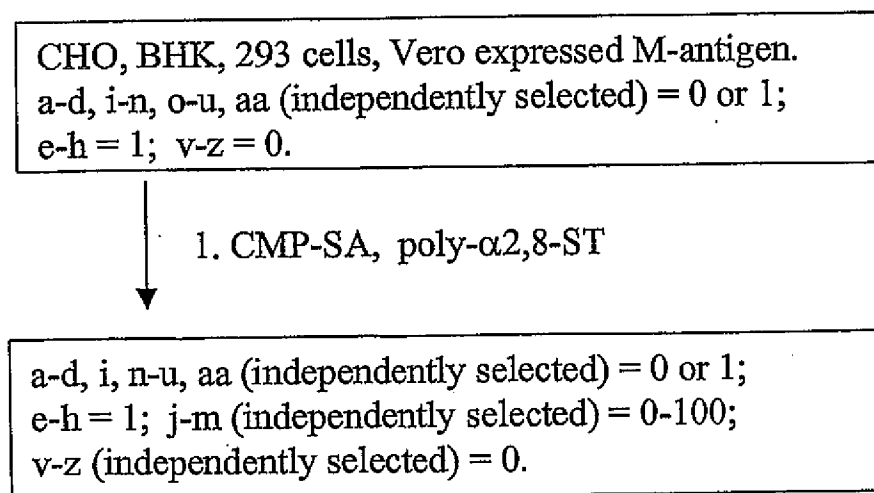 CHO, BHK, 293 cells, Vero expressed M-antigen.
a-d, i-n, o-u, aa (independently selected) = 0 or 1;
e-h = 1; v-z = 0.
1. CMP-SA, poly-α2,8-ST
a-d, i, n-u, aa (independently selected) = 0 or 1;
e-h = 1; j-m (independently selected) = 0-100;
v-z (independently selected) = 0.